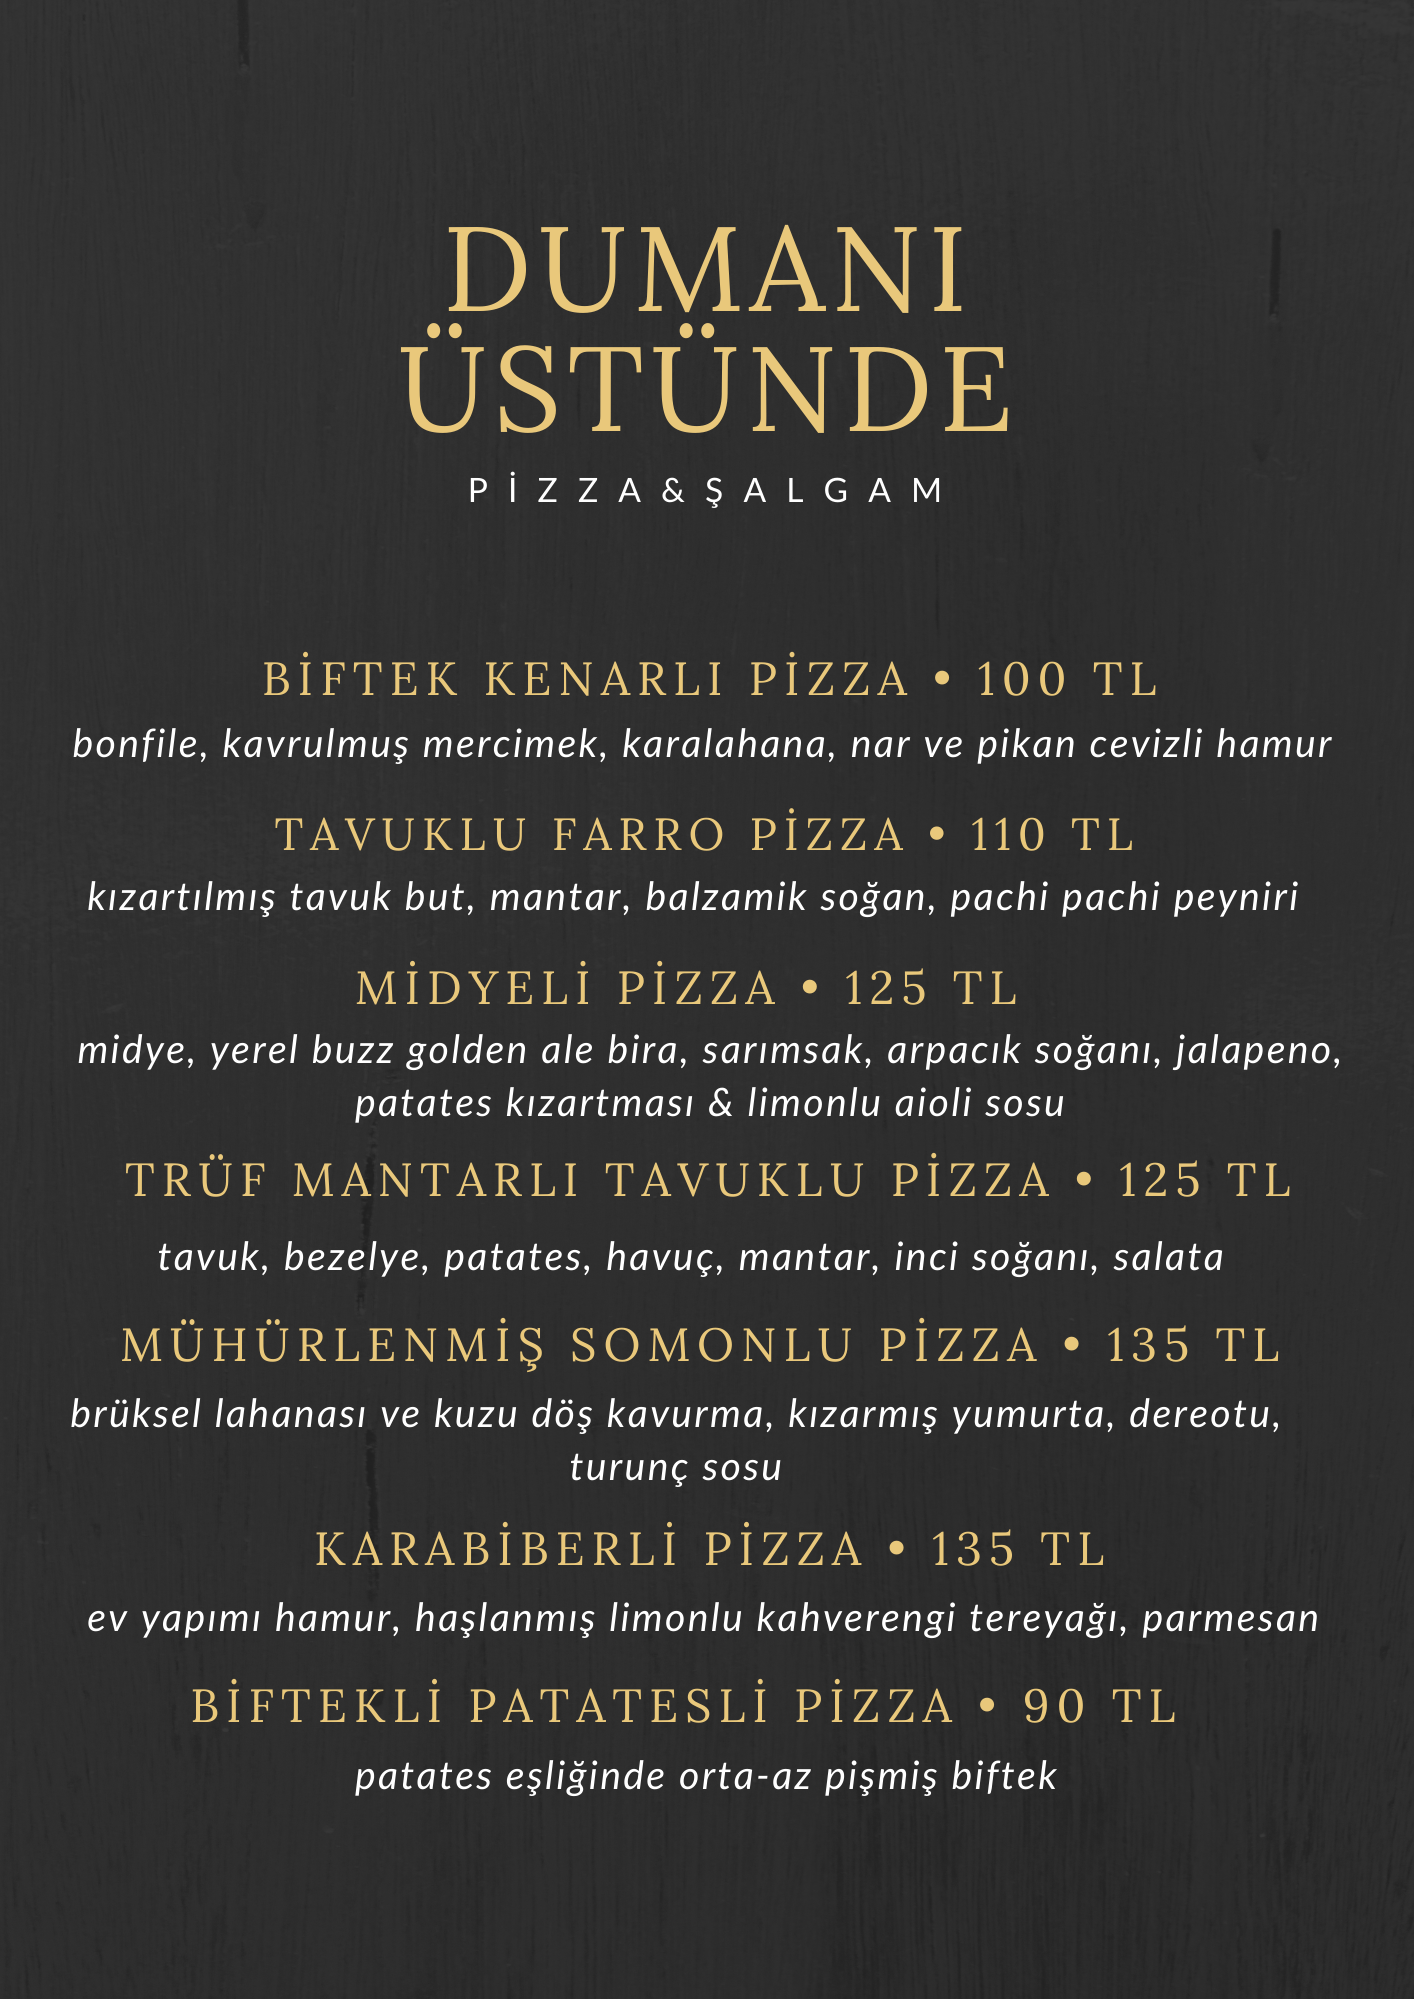 DUMANI
ÜSTÜNDE
PİZZA&ŞALGAM
BİFTEK KENARLI PİZZA • 100 TL
bonfile, kavrulmuş mercimek, karalahana, nar ve pikan cevizli hamur
TAVUKLU FARRO PİZZA • 110 TL
kızartılmış tavuk but, mantar, balzamik soğan, pachi pachi peyniri
MİDYELİ PİZZA • 125 TL
midye, yerel buzz golden ale bira, sarımsak, arpacık soğanı, jalapeno,
patates kızartması & limonlu aioli sosu
TRÜF MANTARLI TAVUKLU PİZZA • 125 TL
tavuk, bezelye, patates, havuç, mantar, inci soğanı, salata
MÜHÜRLENMİŞ SOMONLU PİZZA • 135 TL
brüksel lahanası ve kuzu döş kavurma, kızarmış yumurta, dereotu,
turunç sosu
KARABİBERLİ PİZZA • 135 TL
ev yapımı hamur, haşlanmış limonlu kahverengi tereyağı, parmesan
BİFTEKLİ PATATESLİ PİZZA • 90 TL
patates eşliğinde orta-az pişmiş biftek